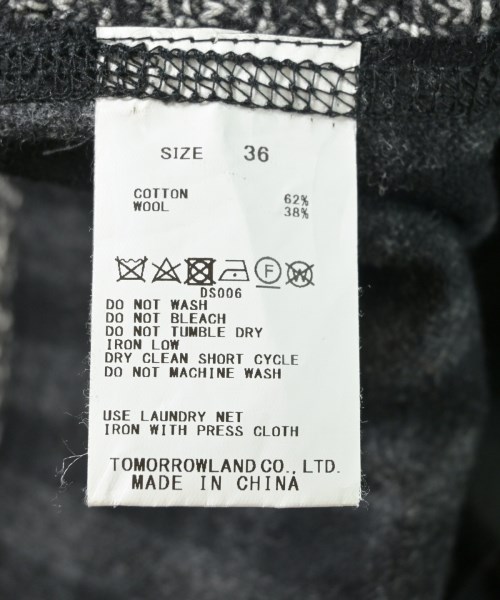 SIZE 36
COTTON 62%
WOOL 38%
F W
DS006
DO NOT WASH
DO NOT BLEACH
DO NOT TUMBLE DRY
IRON LOW
DRY CLEAN SHORT CYCLE
DO NOT MACHINE WASH
USE LAUNDRY NET
IRON WITH PRESS CLOTH
TOMORROWLAND CO., LTD.
MADE IN CHINA